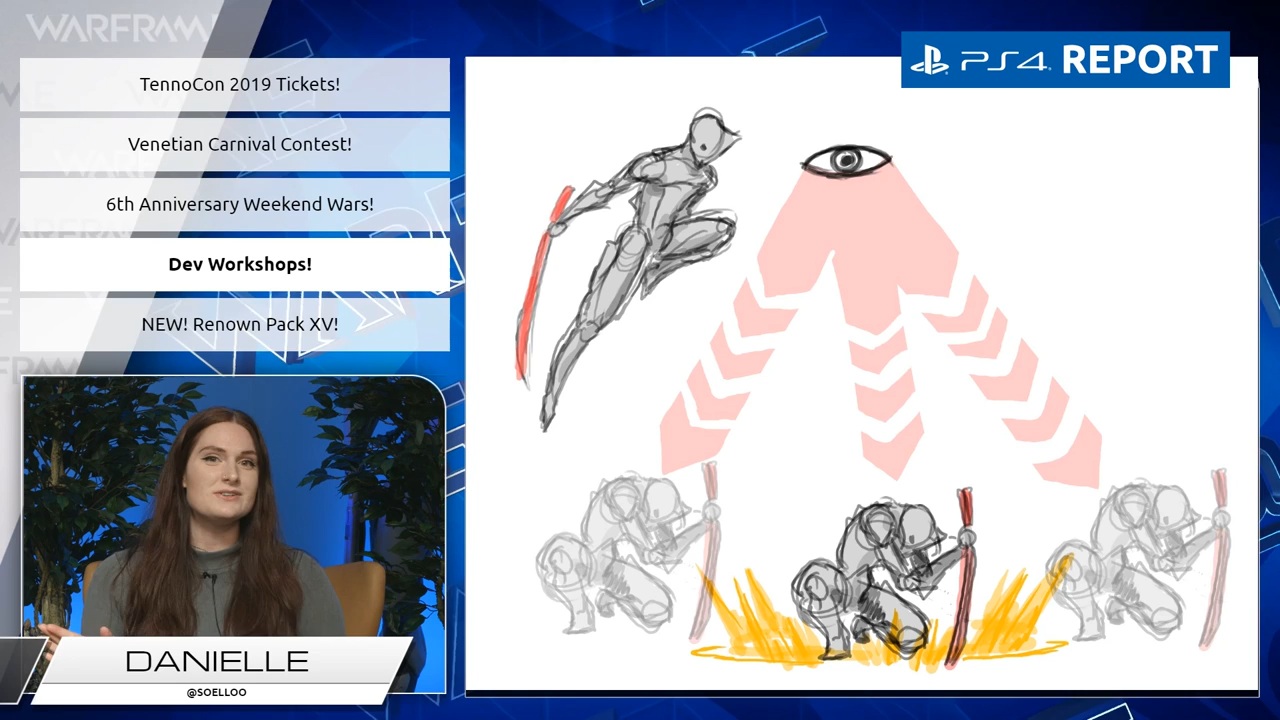 WARFRAM
TennoCon 2019 Tickets!
Venetian Carnival Contest!
6th Anniversary Weekend Wars!
Dev Workshops!
NEW! Renown Pack XV!
PS4 REPORT
DANIELLE
@SOELLOO